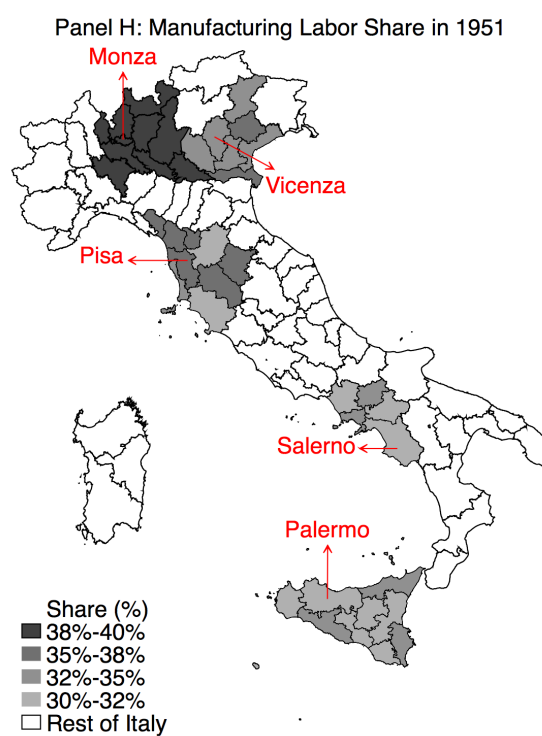 Panel H: Manufacturing Labor Share in 1951
Monza
Vicenza
Pisa
Salerno
Palermo
Share (%)
38%-40%
35%-38%
32%-35%
30%-32%
Rest of Italy